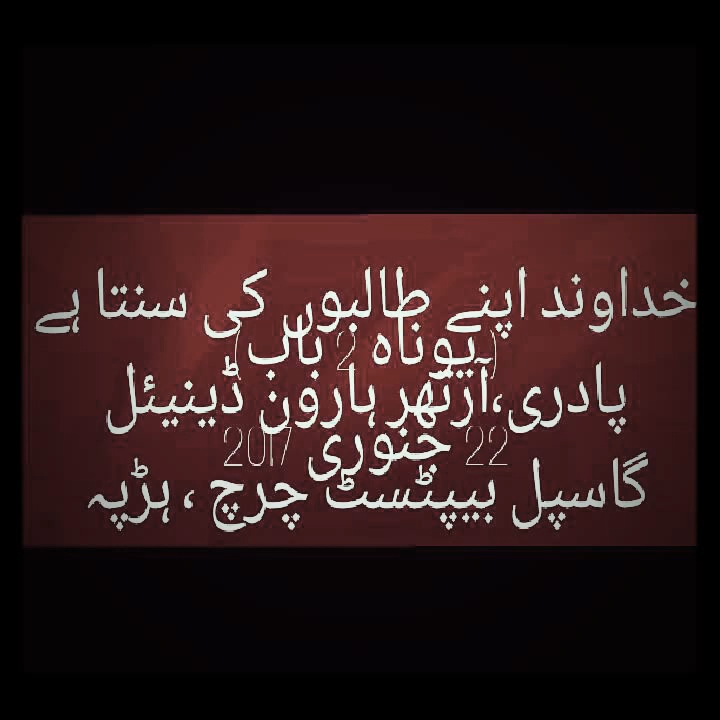 خداوند اپنے طالبوں کی سنتا ہے
(یوناہ 2 باب)
پادری،آرتھر ہارون ڈینیئل
22 جنوری 2017
گاسپل بیپٹسٹ چرچ ، ہڑپہ